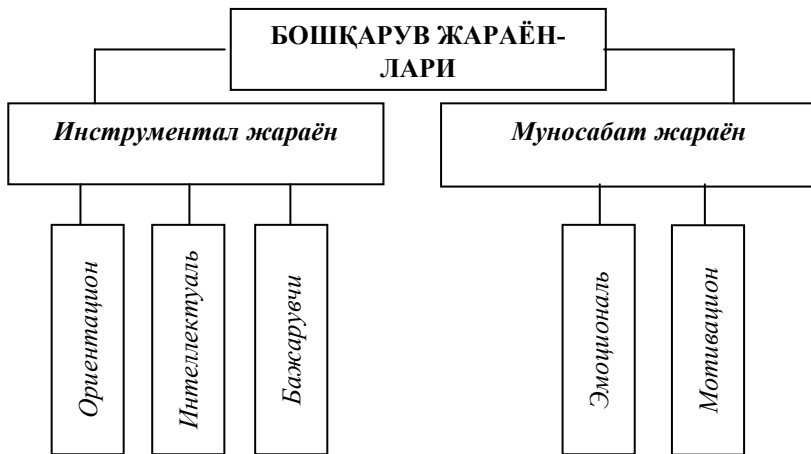 БОШҚАРУВ ЖАРАЁН-
ЛАРИ
Инструментал жараён
Муносабат жараён
Ориентацион
Интеллектуаль
Бажарувчи
Эмоциональ
Мотивацион